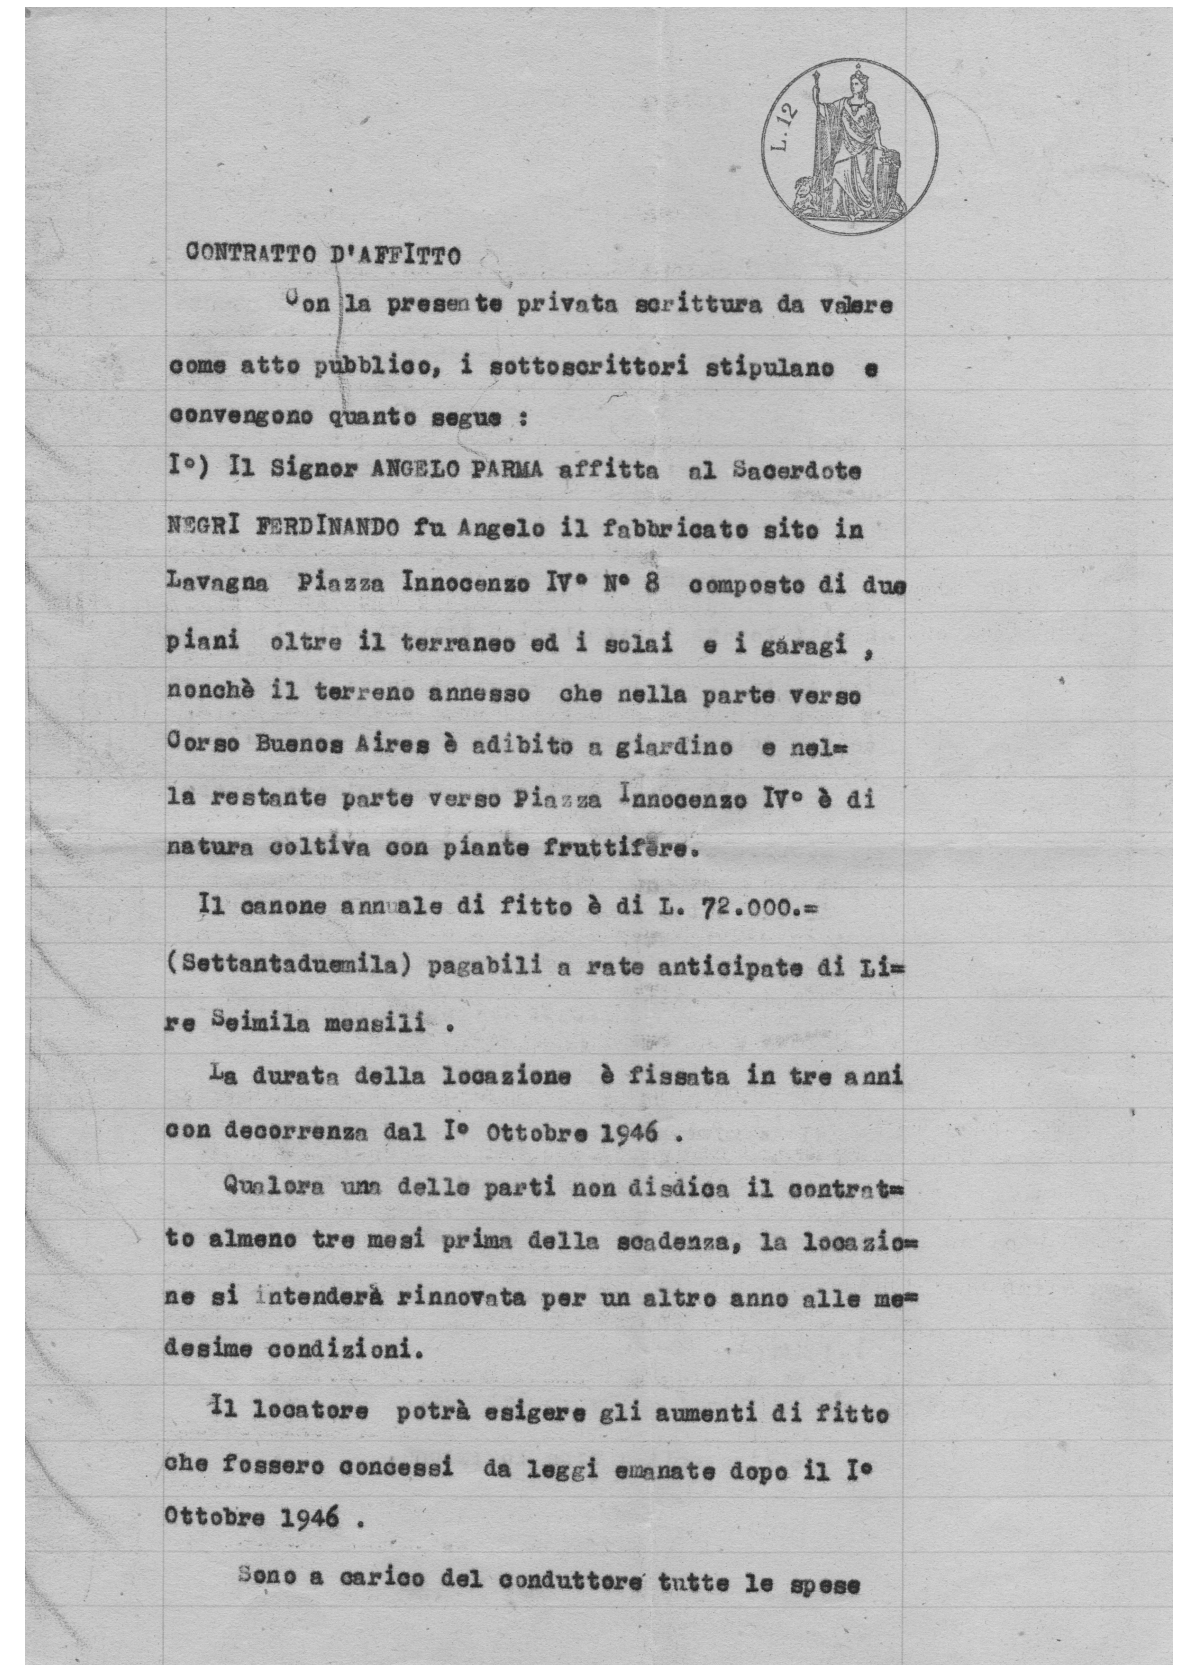 L. 12
CONTRATTO D'AFFITTO
Con la presente privata scrittura da valere
come atto pubblico, i sottoscrittori stipulano e
convengono quanto segue :
I°) Il Signor ANGELO PARMA affitta al Sacerdote
NEGRI FERDINANDO fu Angelo il fabbricato sito in
Lavagna Piazza Innocenzo IV° N° 8 composto di due
piani oltre il terraneo ed i solai e i garagi ,
nonchè il terreno annesso che nella parte verso
Corso Buenos Aires è adibito a giardino e nel=
la restante parte verso Piazza Innocenzo IV° è di
natura coltiva con piante fruttifere.
Il canone annuale di fitto è di L. 72.000.=
(Settantaduemila) pagabili a rate anticipate di Li=
re Seimila mensili .
La durata della locazione è fissata in tre anni
con decorrenza dal I° Ottobre 1946 .
Qualora una delle parti non disdica il contrat=
to almeno tre mesi prima della scadenza, la locazio=
ne si intenderà rinnovata per un altro anno alle me=
desime condizioni.
Il locatore potrà esigere gli aumenti di fitto
che fossero concessi da leggi emanate dopo il I°
Ottobre 1946 .
Sono a carico del conduttore tutte le spese